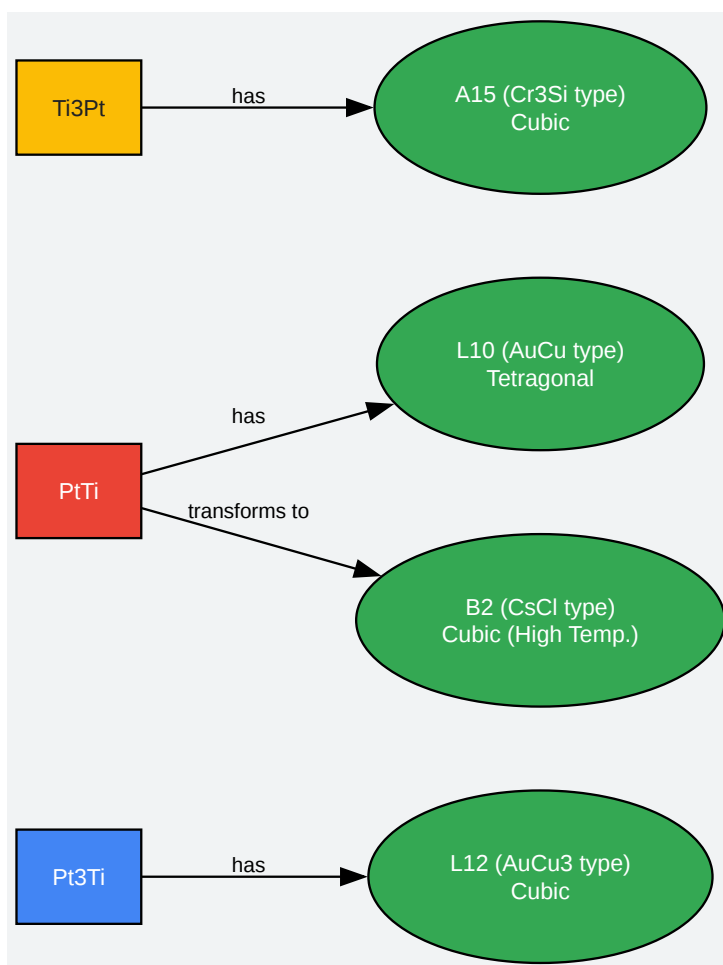 Ti3Pt
has
A15 (Cr3Si type)
Cubic
L10 (AuCu type)
Tetragonal
has
PtTi
transforms to
B2 (CsCl type)
Cubic (High Temp.)
Pt3Ti
has
L12 (AuCu3 type)
Cubic